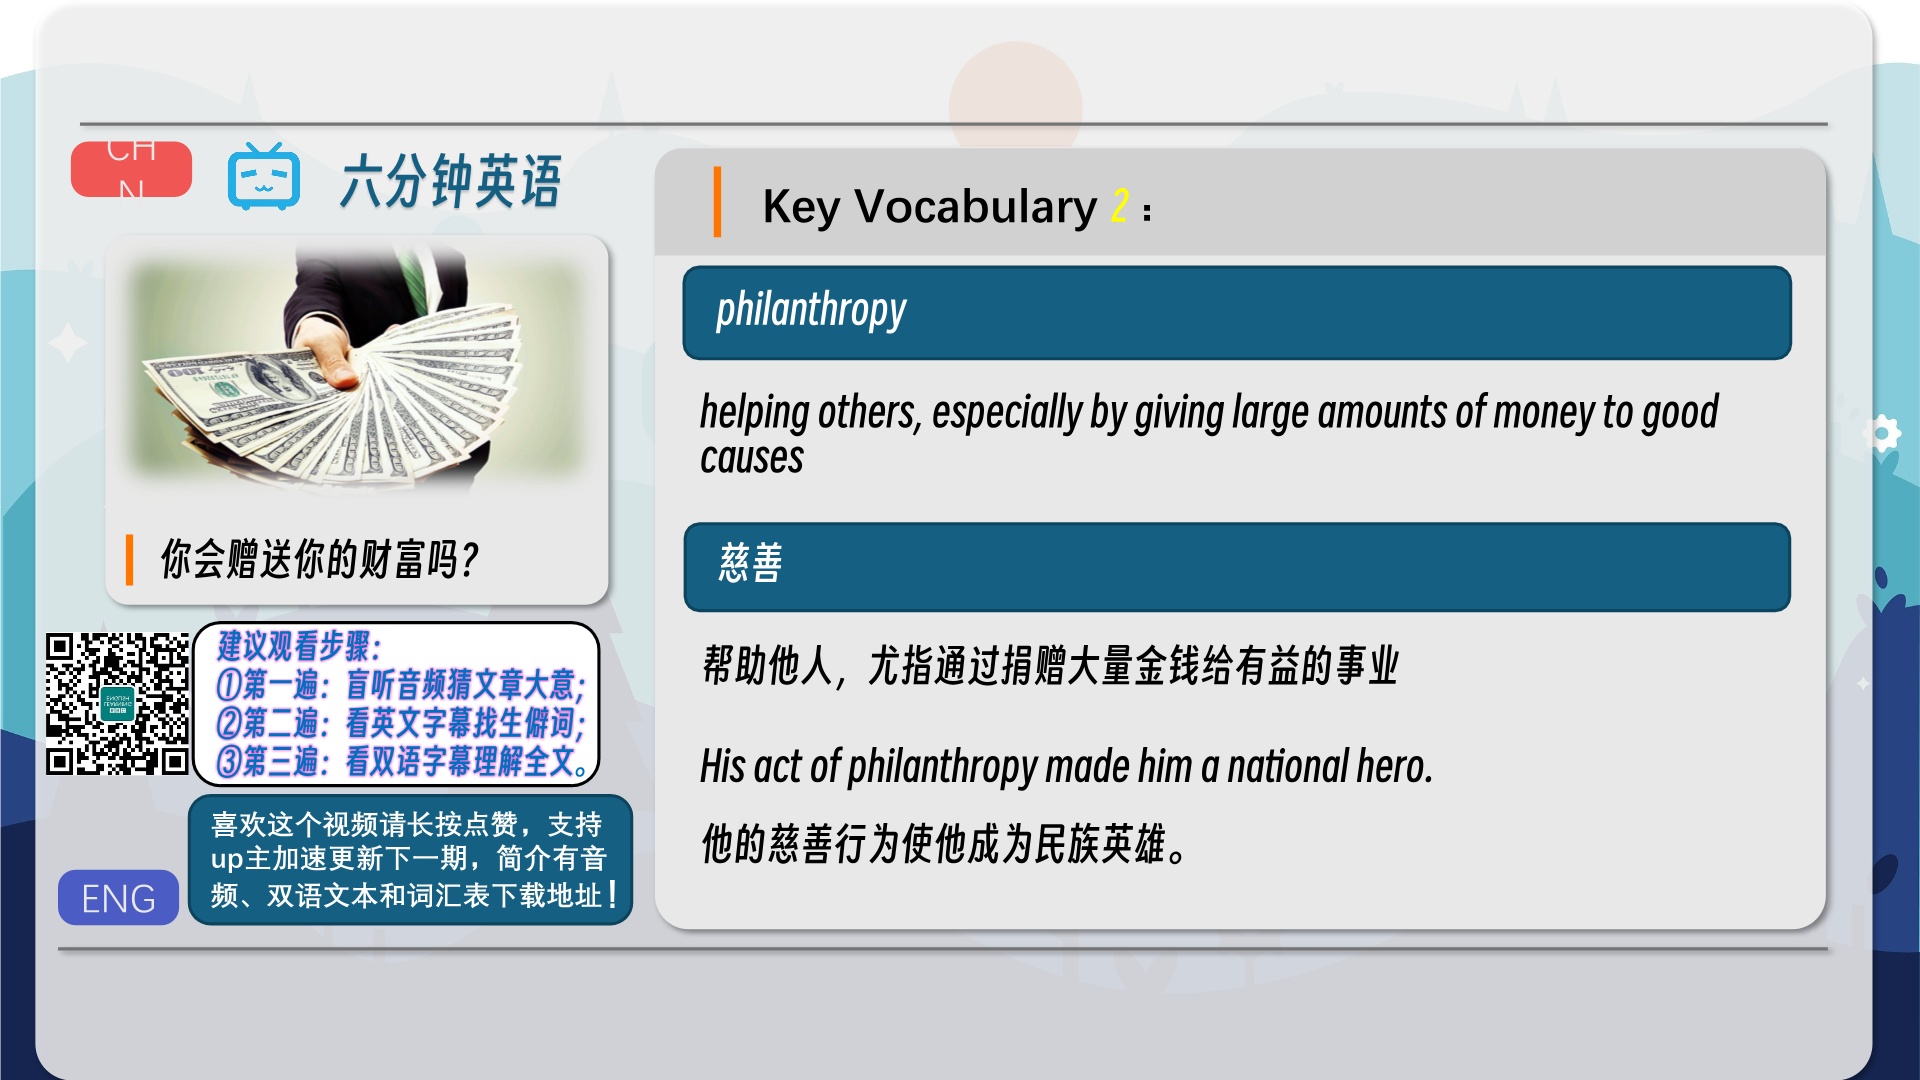 CH
N
六分钟英语
你会赠送你的财富吗？
建议观看步骤：
①第一遍：盲听音频猜文章大意；
②第二遍：看英文字幕找生僻词；
③第三遍：看双语字幕理解全文。
喜欢这个视频请长按点赞，支持
up主加速更新下一期，简介有音
频、双语文本和词汇表下载地址！
ENG
Key Vocabulary 2：
philanthropy
helping others, especially by giving large amounts of money to good
causes
慈善
帮助他人，尤指通过捐赠大量金钱给有益的事业
His act of philanthropy made him a national hero.
他的慈善行为使他成为民族英雄。